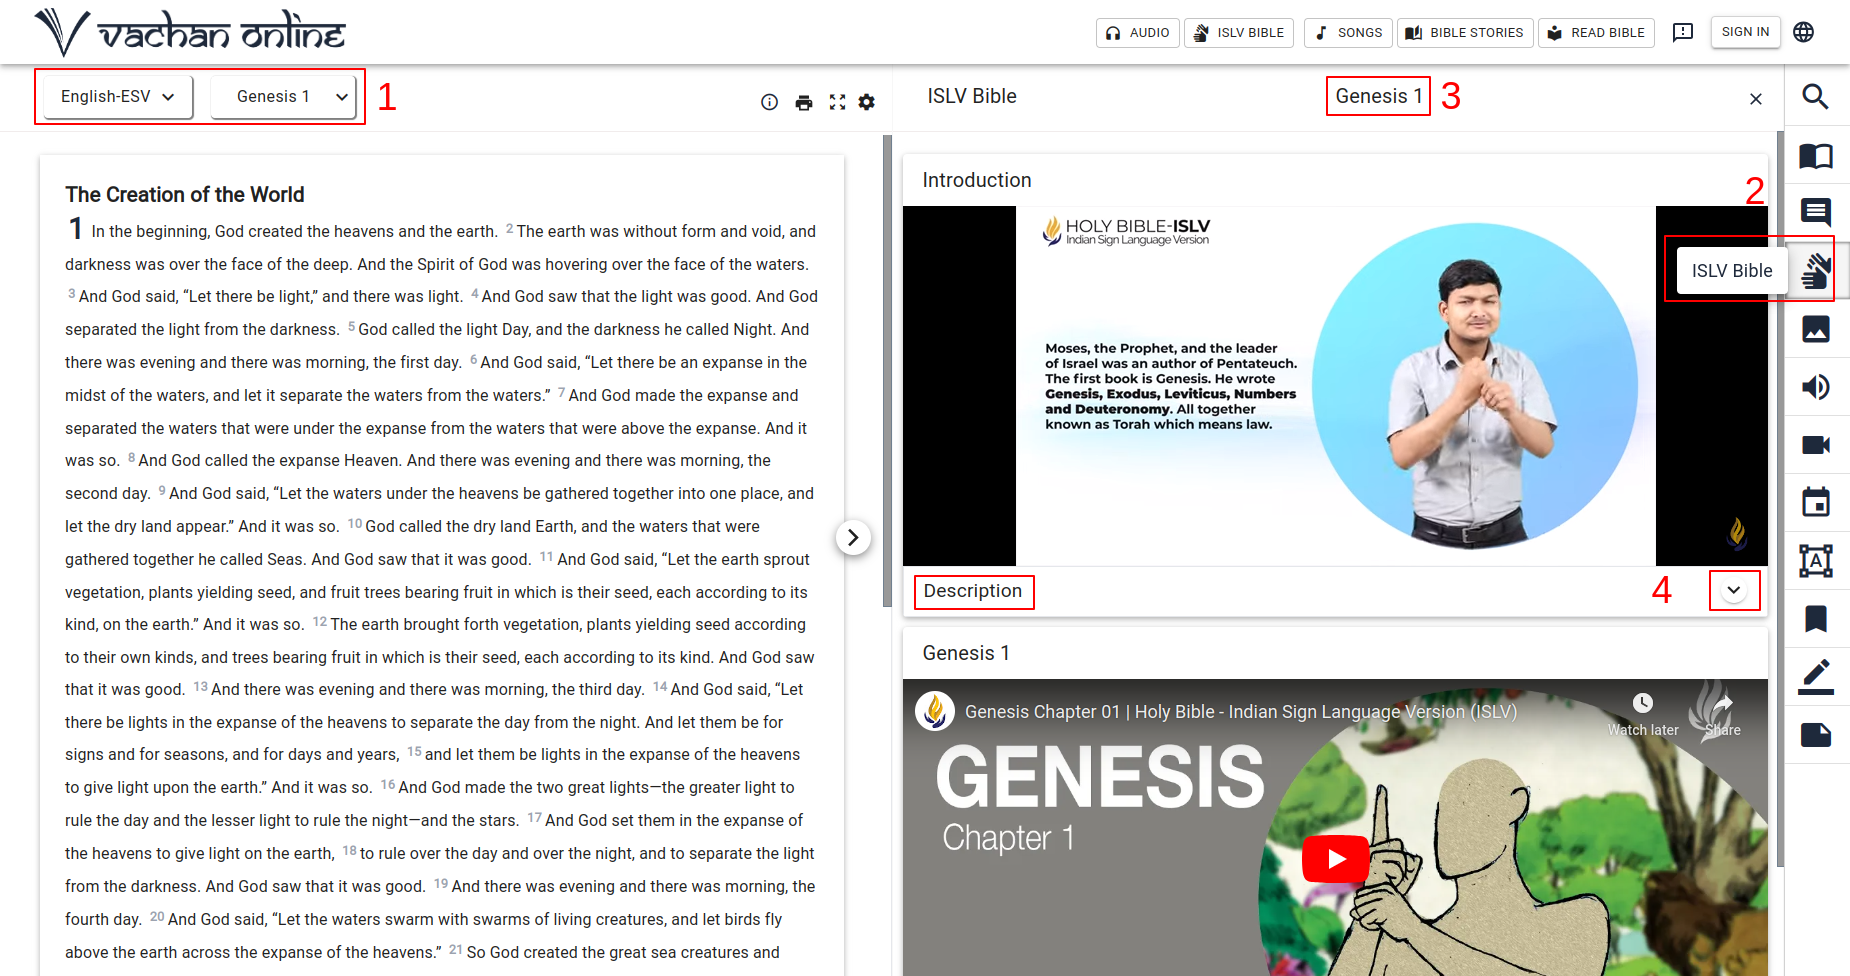 vachan online
AUDIO
ISLV BIBLE
SONGS
BIBLE STORIES
READ BIBLE
SIGN IN
English-ESV
Genesis 1
1
The Creation of the World
1 In the beginning, God created the heavens and the earth. 2 The earth was without form and void, and
darkness was over the face of the deep. And the Spirit of God was hovering over the face of the waters.
3 And God said, “Let there be light,” and there was light. 4 And God saw that the light was good. And God
separated the light from the darkness. 5 God called the light Day, and the darkness he called Night. And
there was evening and there was morning, the first day. 6 And God said, “Let there be an expanse in the
midst of the waters, and let it separate the waters from the waters.” 7 And God made the expanse and
separated the waters that were under the expanse from the waters that were above the expanse. And it
was so. 8 And God called the expanse Heaven. And there was evening and there was morning, the
second day. 9 And God said, “Let the waters under the heavens be gathered together into one place, and
let the dry land appear.” And it was so. 10 God called the dry land Earth, and the waters that were
gathered together he called Seas. And God saw that it was good. 11 And God said, “Let the earth sprout
vegetation, plants yielding seed, and fruit trees bearing fruit in which is their seed, each according to its
kind, on the earth.” And it was so. 12 The earth brought forth vegetation, plants yielding seed according
to their own kinds, and trees bearing fruit in which is their seed, each according to its kind. And God saw
that it was good. 13 And there was evening and there was morning, the third day. 14 And God said, “Let
there be lights in the expanse of the heavens to separate the day from the night. And let them be for
signs and for seasons, and for days and years, 15 and let them be lights in the expanse of the heavens
to give light upon the earth.” And it was so. 16 And God made the two great lights—the greater light to
rule the day and the lesser light to rule the night—and the stars. 17 And God set them in the expanse of
the heavens to give light on the earth, 18 to rule over the day and over the night, and to separate the light
from the darkness. And God saw that it was good. 19 And there was evening and there was morning, the
fourth day. 20 And God said, “Let the waters swarm with swarms of living creatures, and let birds fly
above the earth across the expanse of the heavens.” 21 So God created the great sea creatures and
ISLV Bible
Genesis 1
3
Introduction
2
HOLY BIBLE-ISLV
Indian Sign Language Version
ISLV Bible
Moses, the Prophet, and the leader
of Israel was an author of Pentateuch.
The first book is Genesis. He wrote
Genesis, Exodus, Leviticus, Numbers
and Deuteronomy. All together
known as Torah which means law.
Description
4
Genesis 1
Genesis Chapter 01 | Holy Bible - Indian Sign Language Version (ISLV)
Watch later
Share
GENESIS
Chapter 1
A